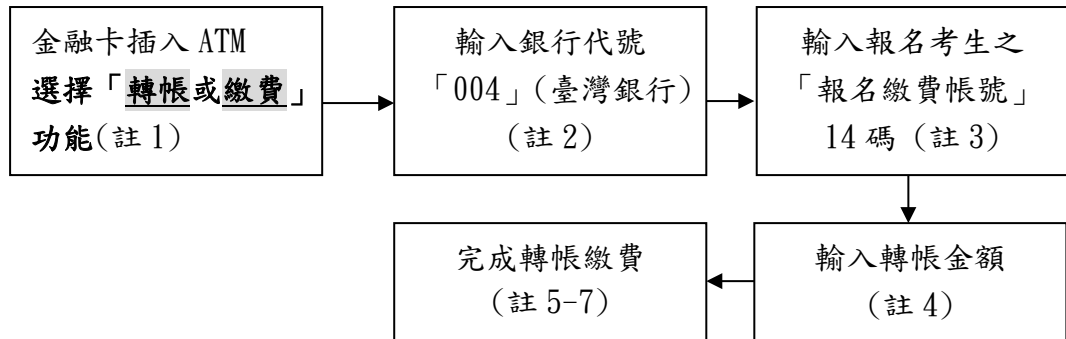 金融卡插入 ATM
選擇「轉帳或繳費」
功能(註 1)
輸入銀行代號
「004」(臺灣銀行)
(註 2)
輸入報名考生之
「報名繳費帳號」
14 碼 (註 3)
輸入轉帳金額
(註 4)
完成轉帳繳費
(註 5-7)